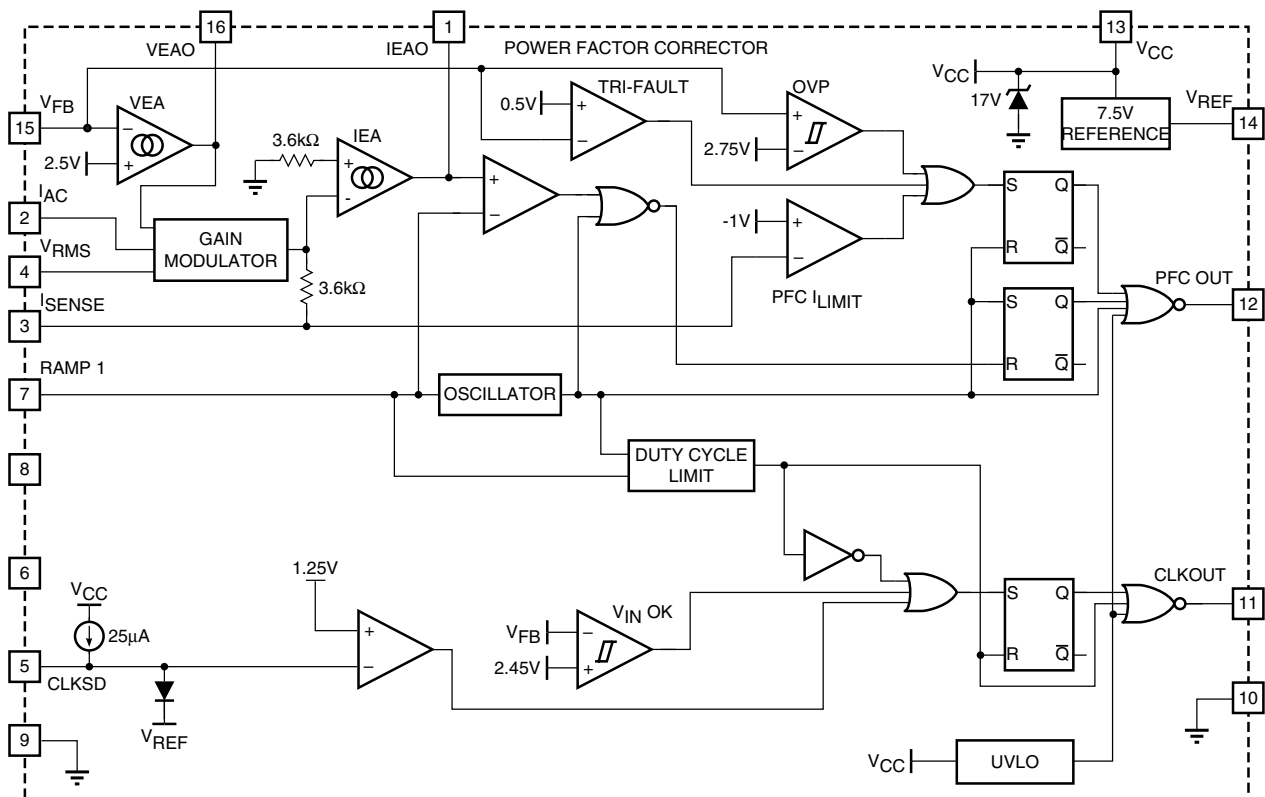 16
1
13
VEAO
IEAO
POWER FACTOR CORRECTOR
VCC
VCC
17V
7.5V
REFERENCE
VREF
14
VFB
15
VEA
−
+
2.5V
0.5V
+
−
TRI-FAULT
OVP
+
−
2.75V
3.6kΩ
IEA
+
-
+
−
IAC
2
VRMS
4
GAIN
MODULATOR
3.6kΩ
ISENSE
3
-1V
+
−
PFC ILIMIT
S
Q
R
Q
S
Q
R
Q
PFC OUT
12
RAMP 1
7
OSCILLATOR
8
DUTY CYCLE
LIMIT
6
1.25V
VCC
25µA
5
CLKSD
VREF
+
−
VIN OK
VFB
−
2.45V
+
S
Q
R
Q
CLKOUT
11
10
9
VCC
UVLO